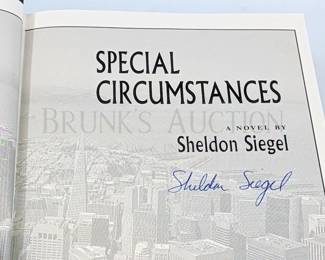 SPECIAL
CIRCUMSTANCES
BRUNK'S AUCTION
A NOVEL BY
Sheldon Siegel
Sheldon Siegel